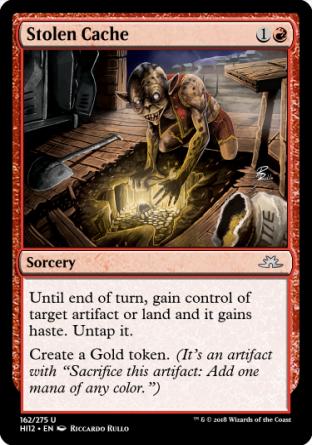 Stolen Cache 1
Sorcery
Until end of turn, gain control of
target artifact or land and it gains
haste. Untap it.
Create a Gold token. (It's an artifact
with “Sacrifice this artifact: Add one
mana of any color.”)
162/275 U
HI12 • EN RICCARDO RULLO
™ & © 2018 Wizards of the Coast